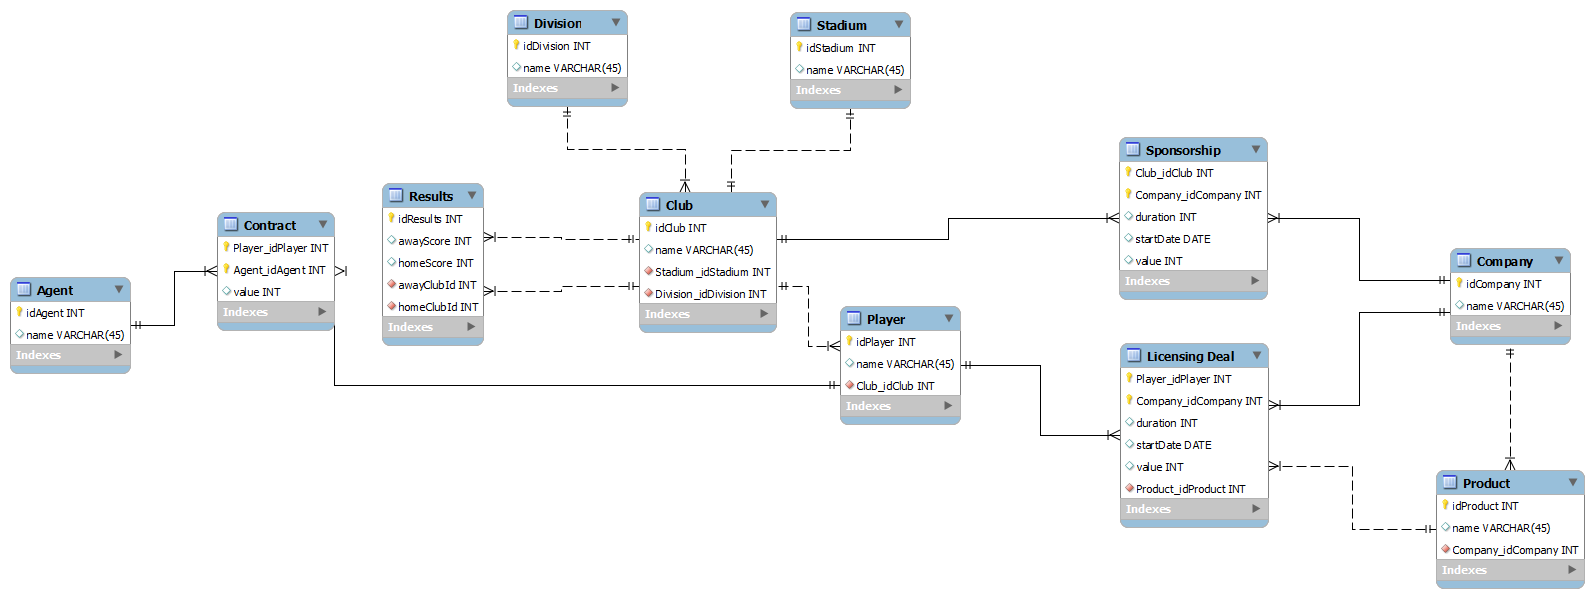 Division
idDivision INT
name VARCHAR(45)
Indexes
Stadium
idStadium INT
name VARCHAR(45)
Indexes
Sponsorship
Club_idClub INT
Company_idCompany INT
duration INT
startDate DATE
value INT
Indexes
Results
idResults INT
awayScore INT
homeScore INT
awayClubId INT
homeClubId INT
Indexes
Club
idClub INT
name VARCHAR(45)
Stadium_idStadium INT
Division_idDivision INT
Indexes
Contract
Player_idPlayer INT
Agent_idAgent INT
value INT
Indexes
Company
idCompany INT
name VARCHAR(45)
Indexes
Agent
idAgent INT
name VARCHAR(45)
Indexes
Player
idPlayer INT
name VARCHAR(45)
Club_idClub INT
Indexes
Licensing Deal
Player_idPlayer INT
Company_idCompany INT
duration INT
startDate DATE
value INT
Product_idProduct INT
Indexes
Product
idProduct INT
name VARCHAR(45)
Company_idCompany INT
Indexes